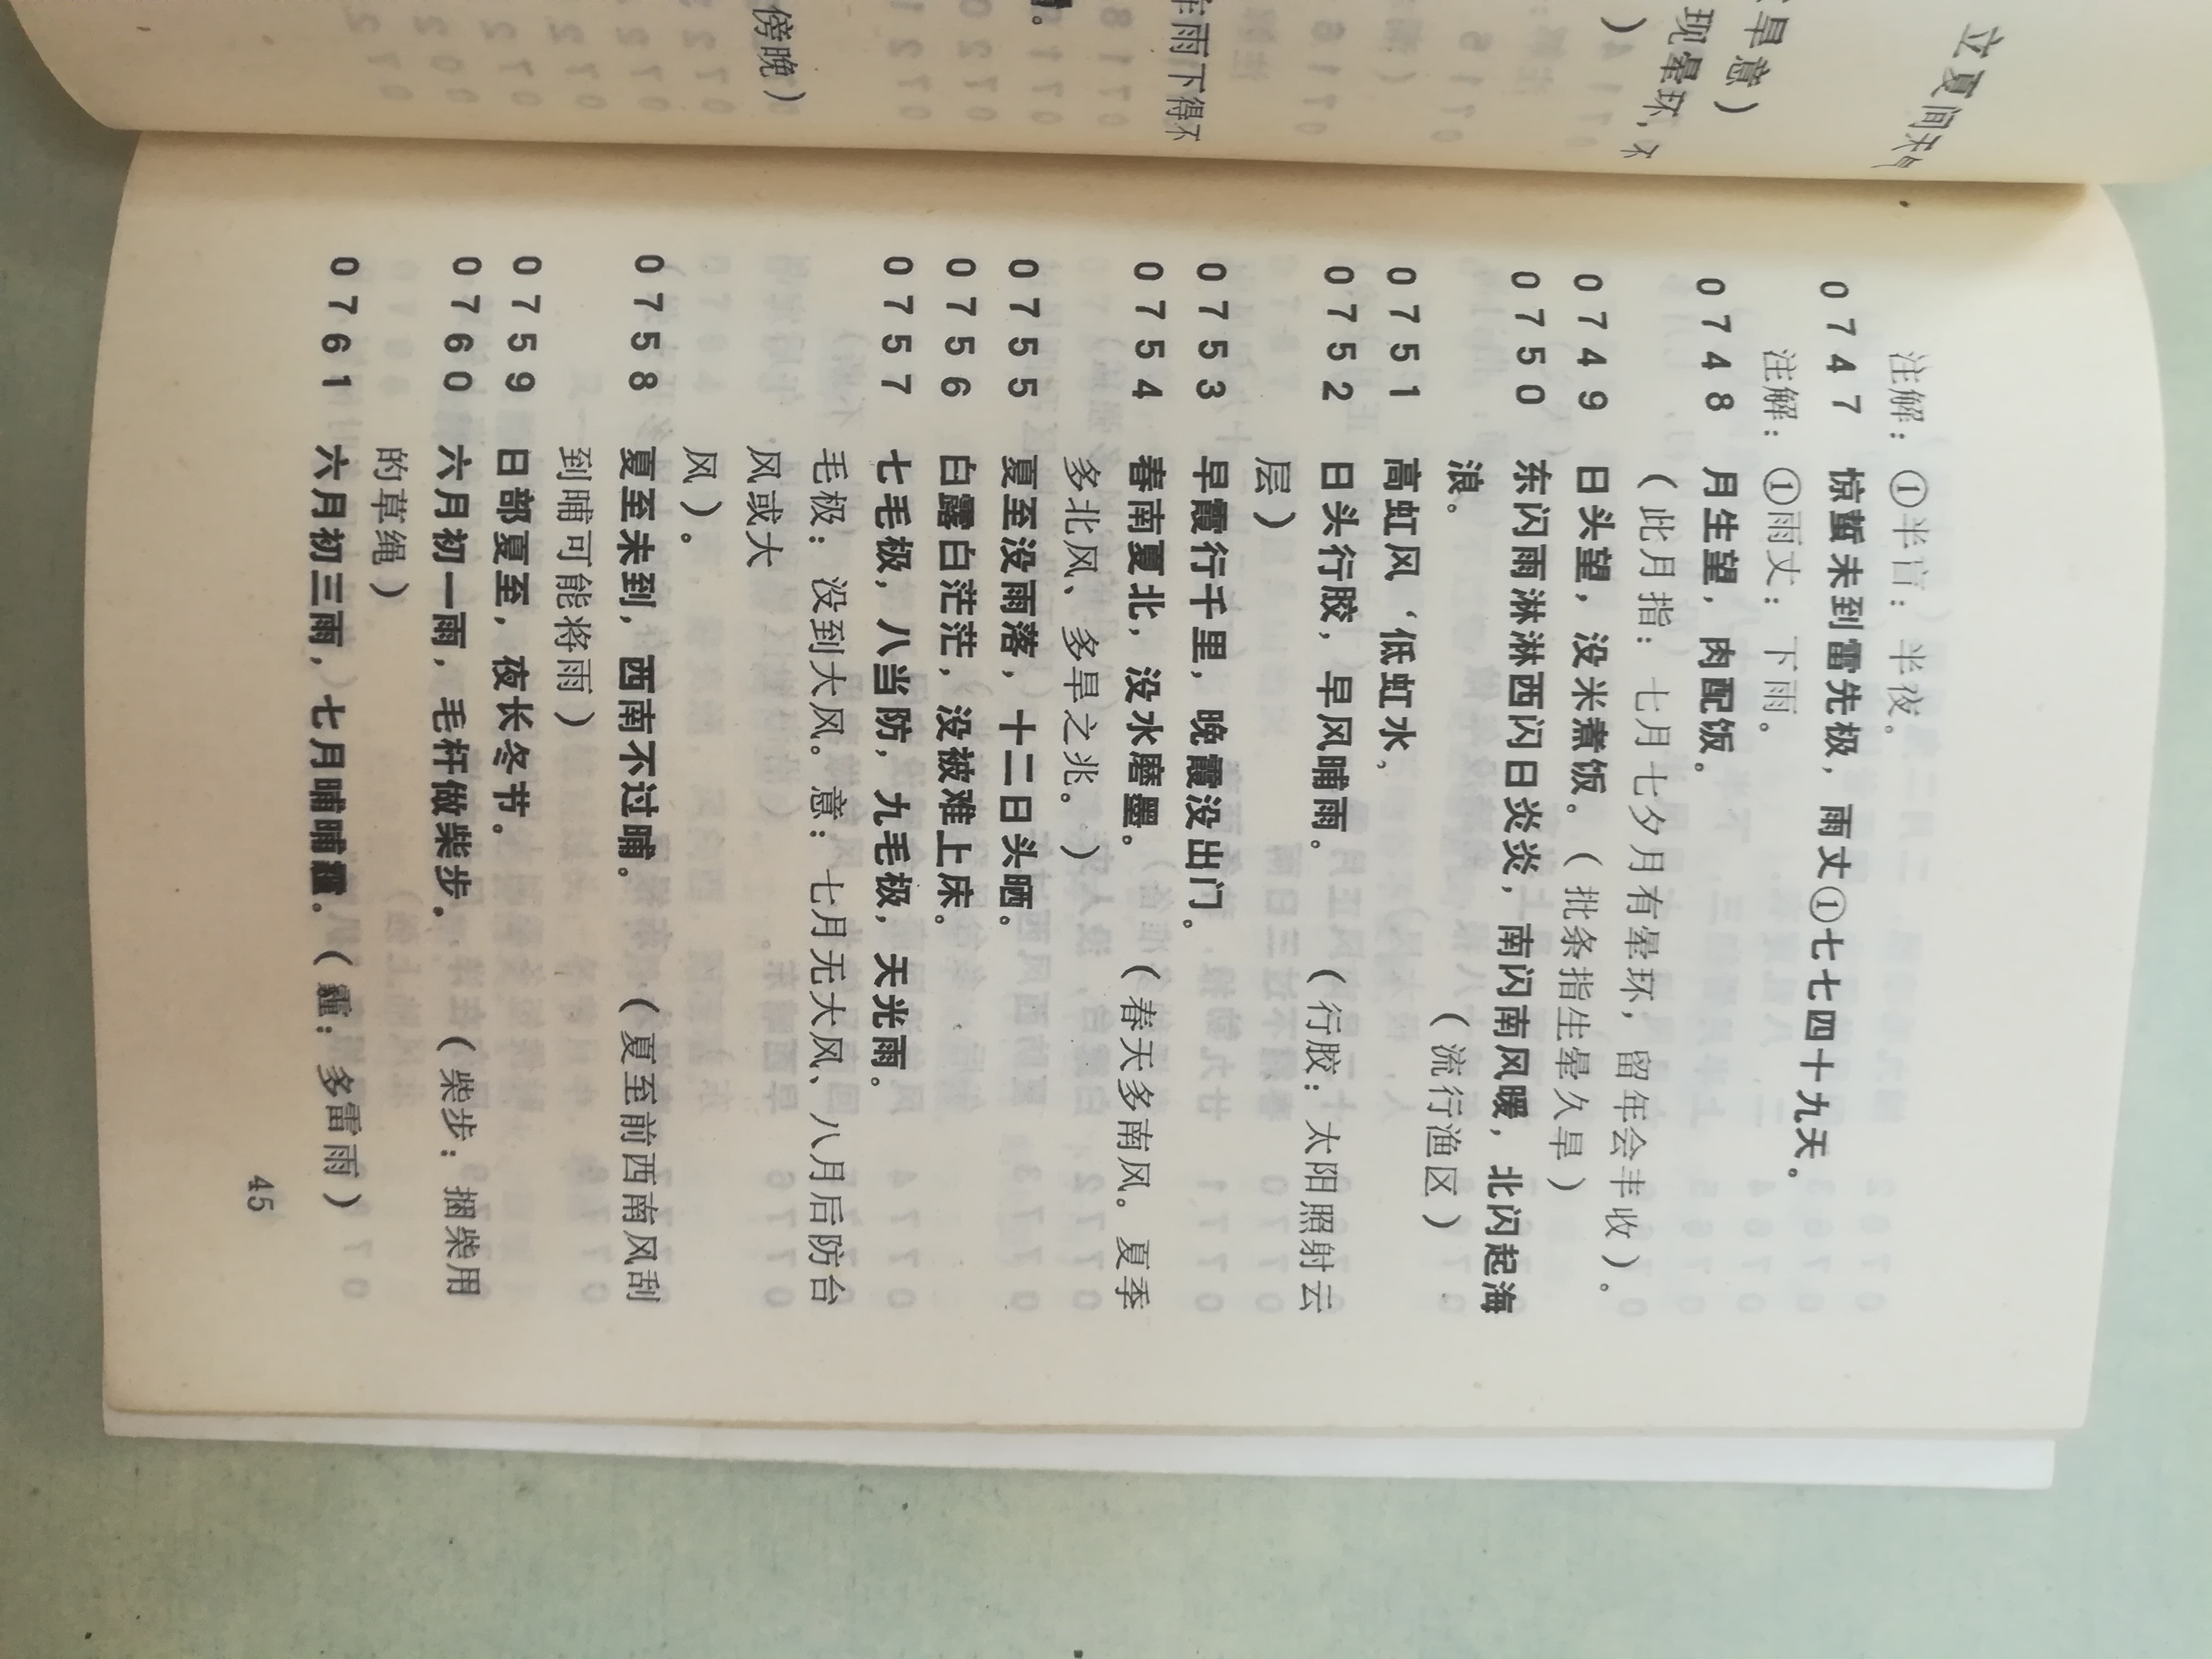 立夏间天气
旱意）
现晕环，不
）
雨下得不
傍晚）
注解：①半盲：半夜。
0747 惊蜇未到雷先极，雨丈①七七四十九天。
注解：①雨丈：下雨。
0748 月生望，肉配饭。
（此月指：七月七夕月有晕环，留年会丰收）。
0749 日头望，没米煮饭。（批条指生晕久旱）
0750 东闪雨淋淋西闪日炎炎，南闪南风暖，北闪起海
浪。 （流行渔区）
0751 高虹风‘低虹水。
0752 日头行胶，早风晡雨。 （行胶：太阳照射云
层）
0753 早霞行千里，晚霞没出门。
0754 春南夏北，没水磨墨。 （春天多南风。夏季
多北风、多旱之兆。）
0755 夏至没雨落，十二日头晒。
0756 白露白茫茫，没被难上床。
0757 七毛极，八当防，九毛极，天光雨。
毛极：没到大风。意：七月无大风、八月后防台
风或大
风）。
0758 夏至未到，西南不过晡。 （夏至前西南风刮
到晡可能将雨）
0759 日部夏至，夜长冬节。
0760 六月初一雨，毛杆做柴步. （柴步：捆柴用
的草绳）
0761 六月初三雨，七月晡晡霾。（霾：多雷雨）
45